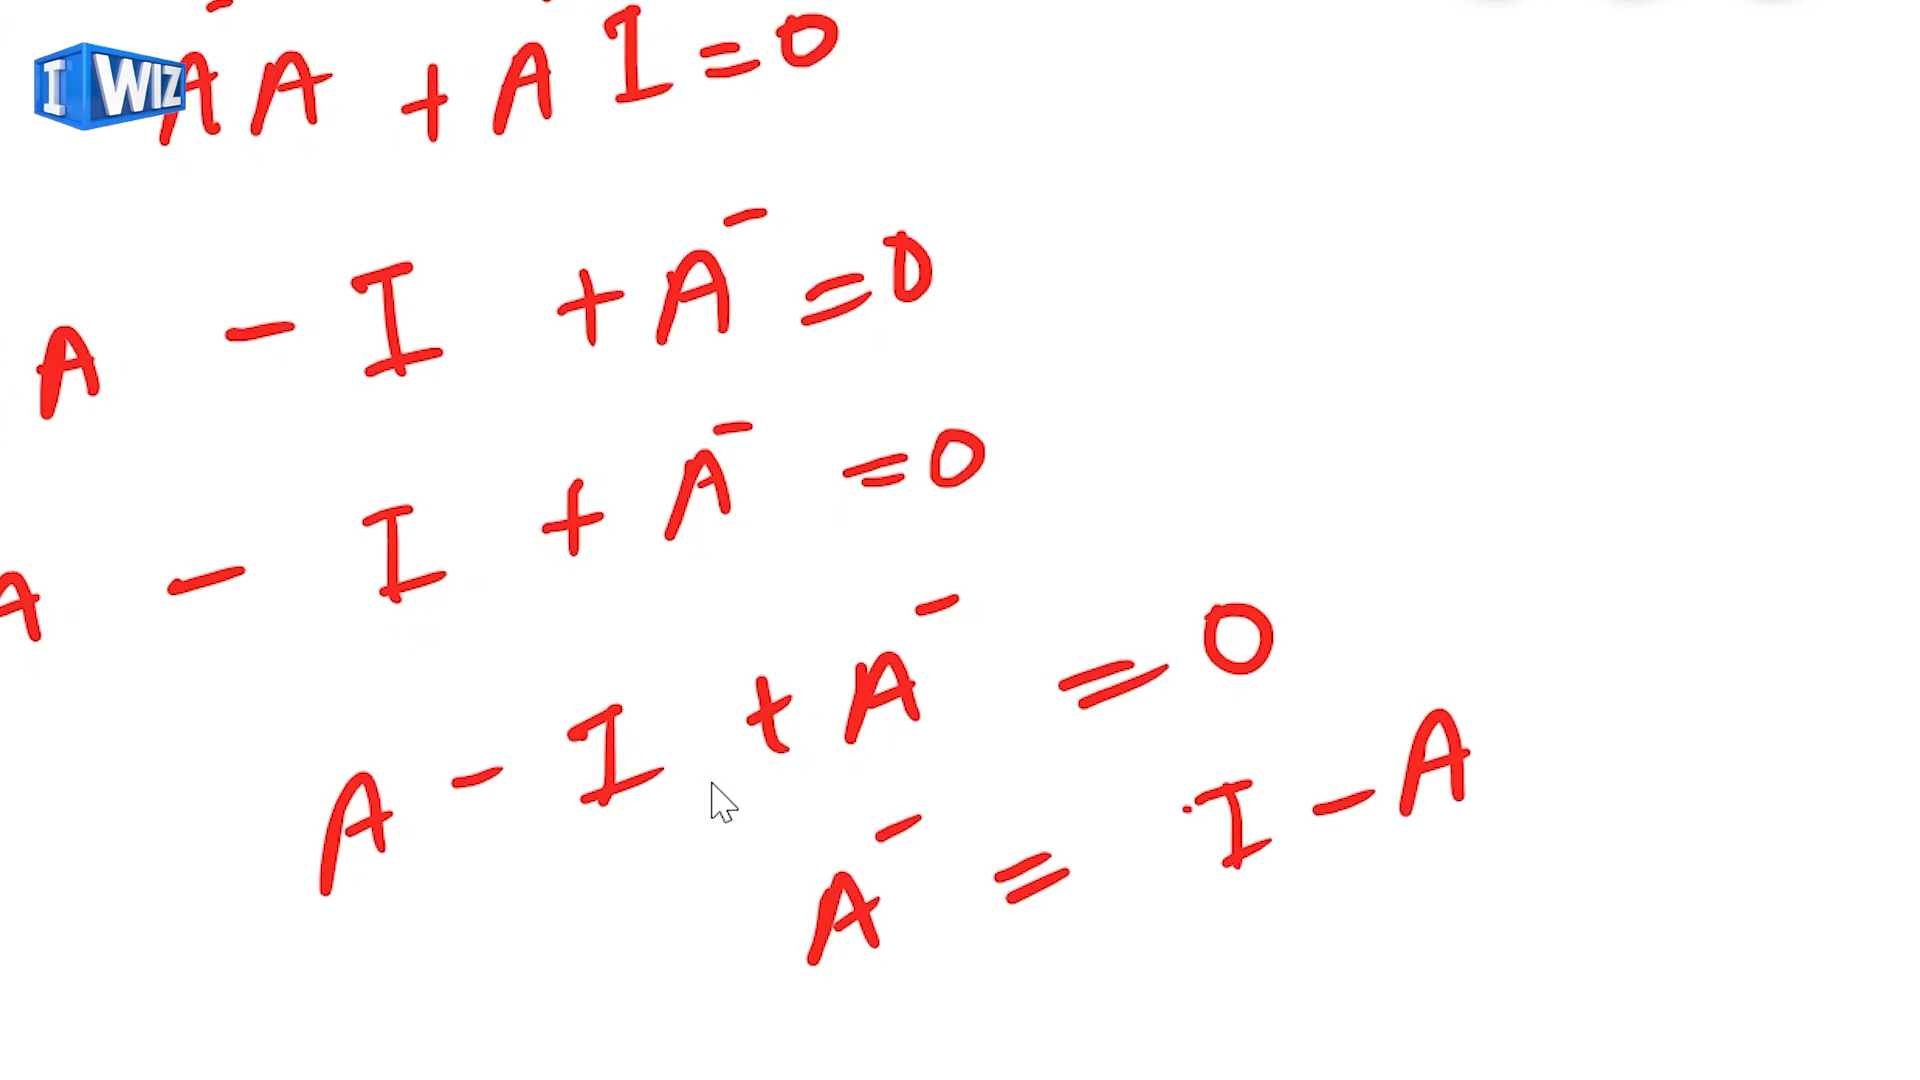 I WIZ
A⁻A + A⁻I = 0
A - I + A⁻ = 0
A - I + A⁻ = 0
A - I + A⁻ = 0
A⁻ = I - A